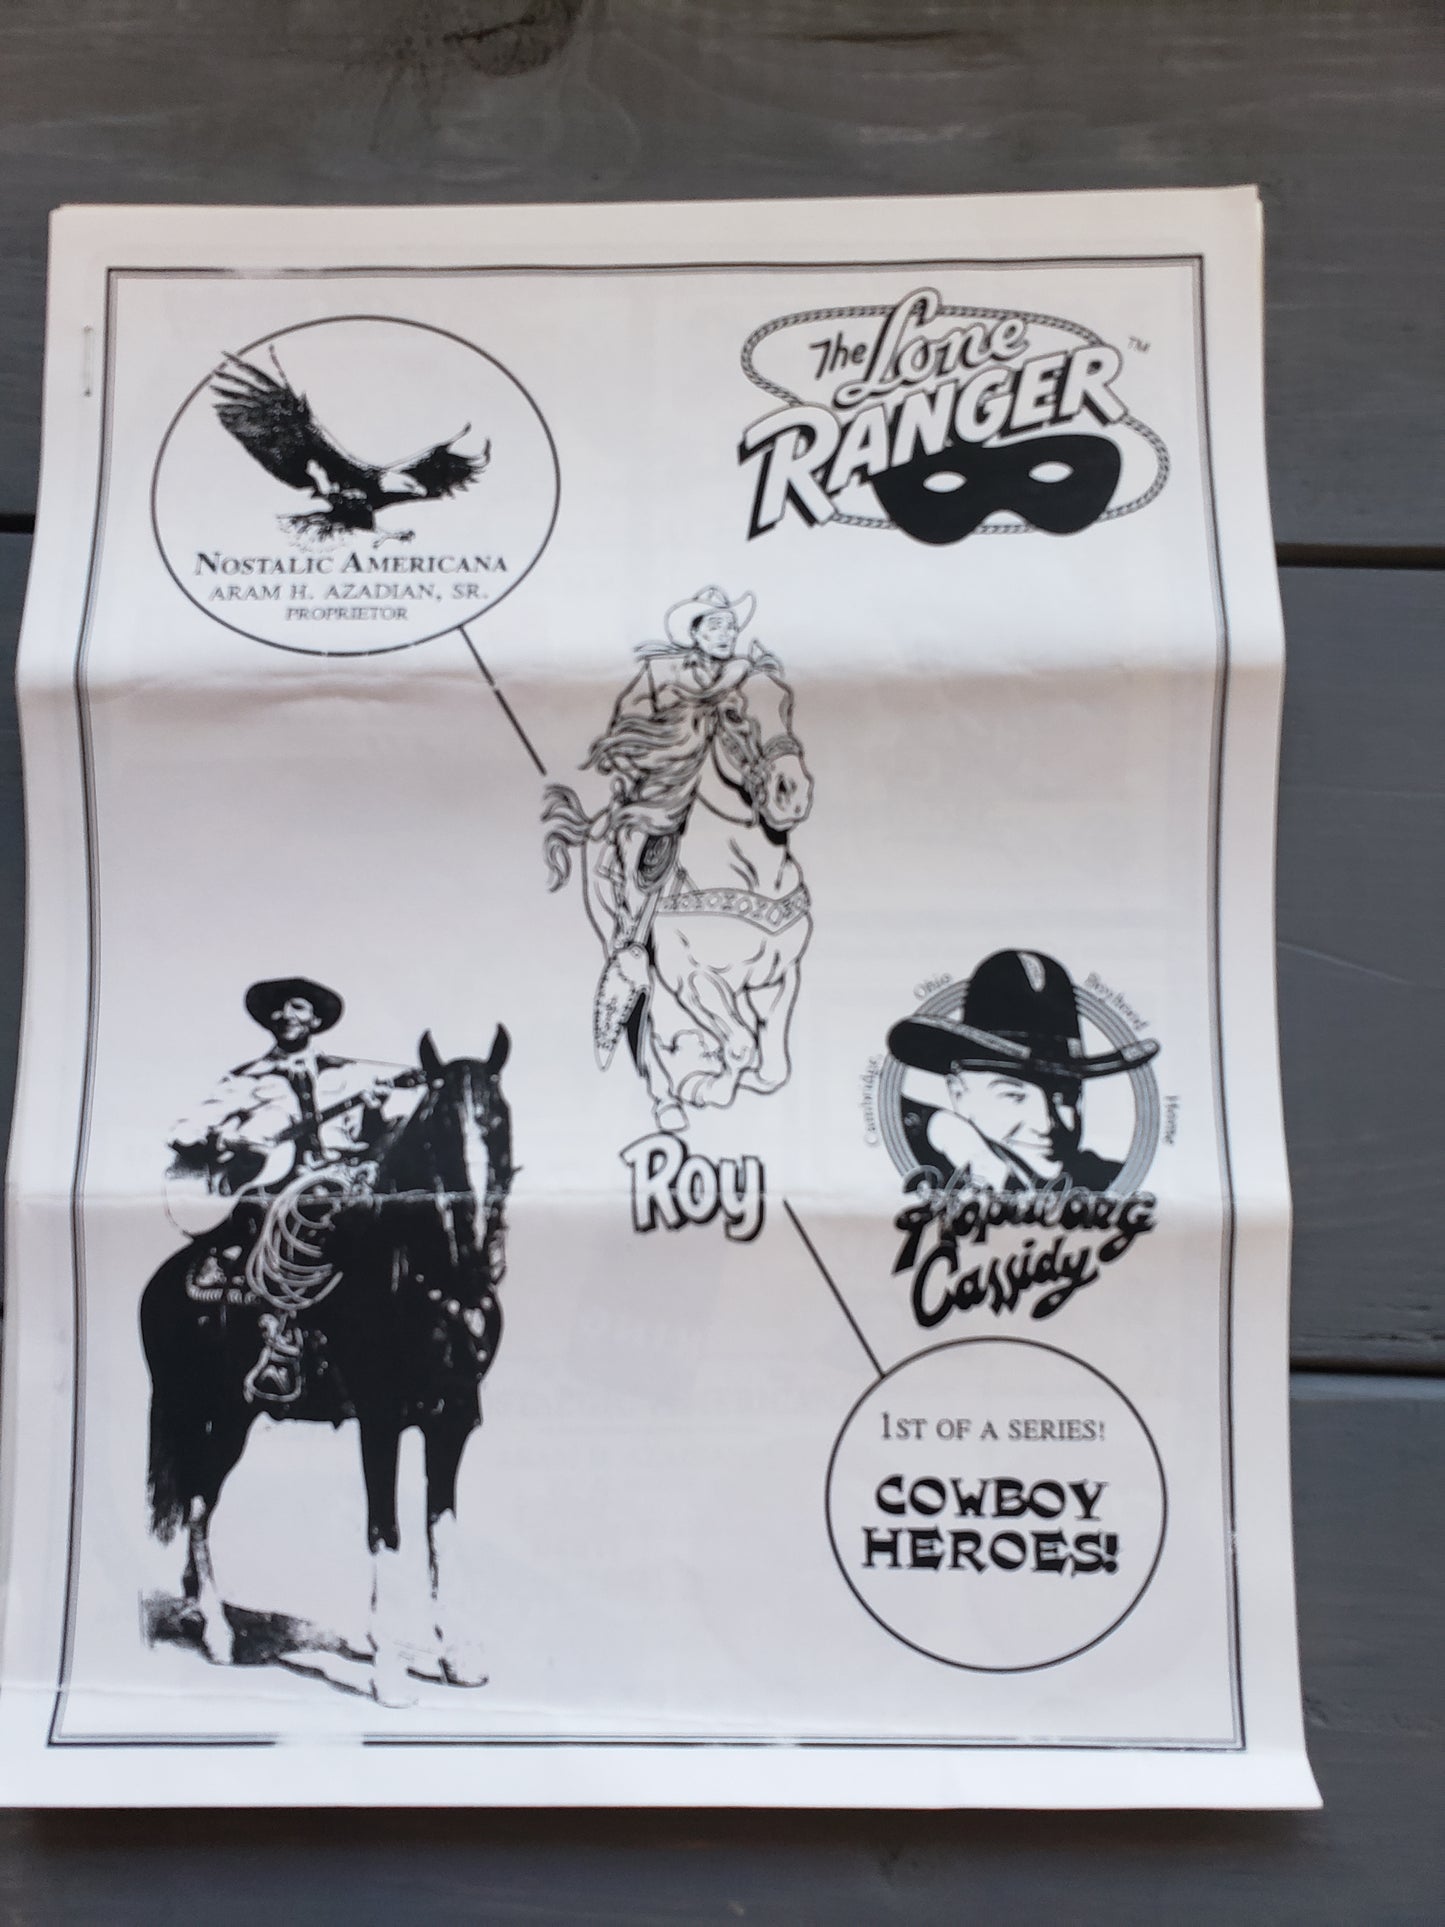 The Lone
RANGER
TM
NOSTALIC AMERICANA
ARAM H. AZADIAN, SR.
PROPRIETOR
Cambridge, Ohio Boyhood Home
Hopalong
Cassidy
ROY
1ST OF A SERIES!
COWBOY
HEROES!